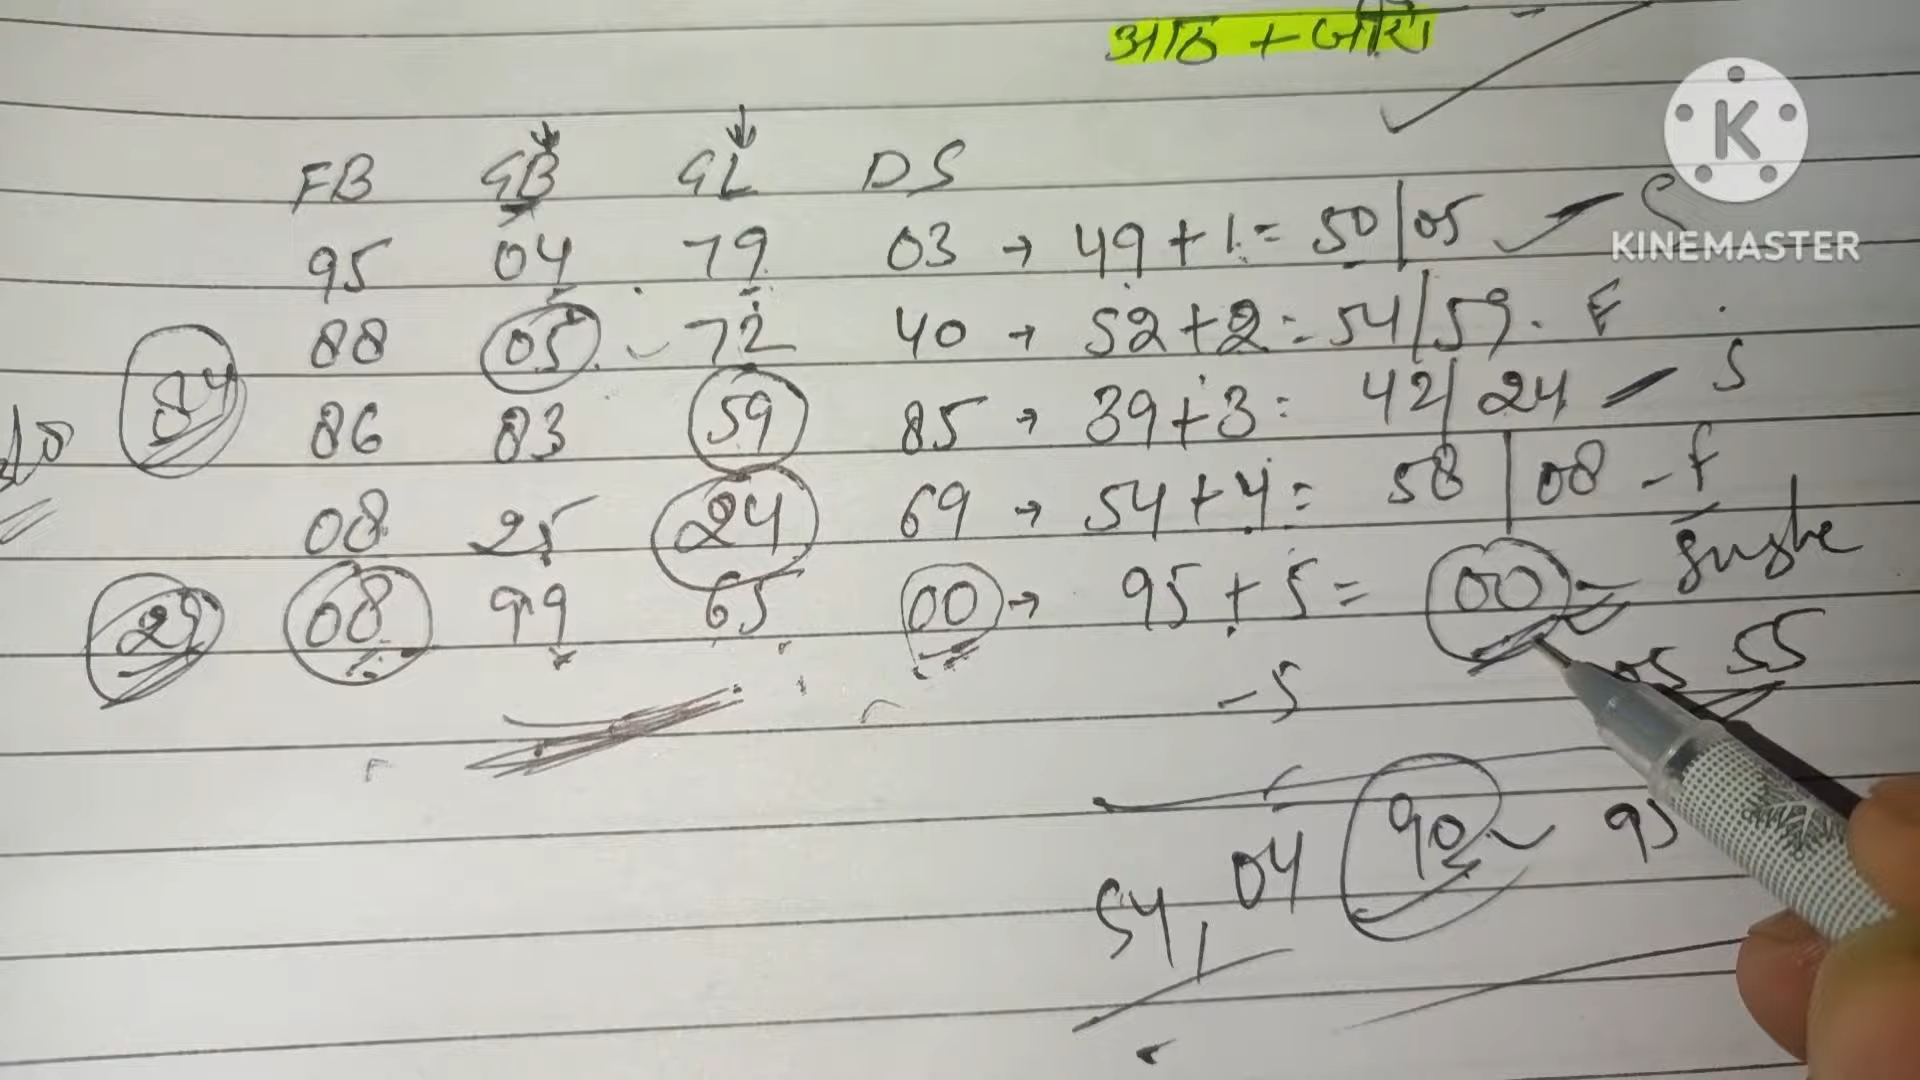 आठ +
K
KINEMASTER
FB GB GL DS
95 04 79 03 → 49 + 1 = 50 | 05 - S
88 05 72 40 → 52 + 2 = 54 / 59 . F
84 86 83 59 85 → 39 + 3 = 42 | 24 - S
08 25 24 69 → 54 + 4 = 58 | 08 - F
29 08 99 65 00 → 95 + 5 = 00 =
- S 05 55
54, 04 90 95